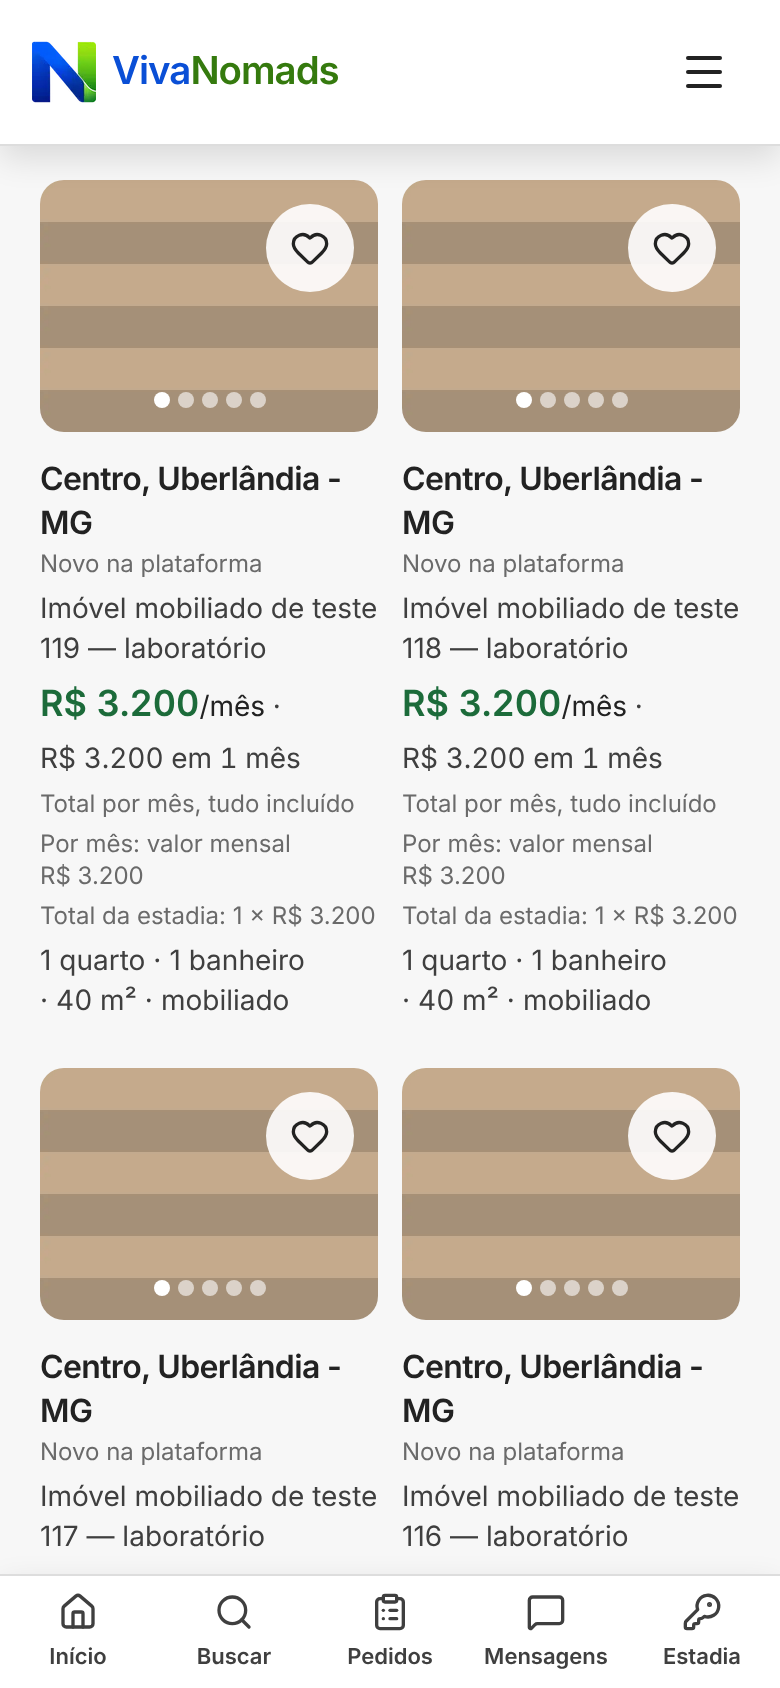 VivaNomads
Centro, Uberlândia -
MG
Novo na plataforma
Imóvel mobiliado de teste
119 — laboratório
R$ 3.200/mês ·
R$ 3.200 em 1 mês
Total por mês, tudo incluído
Por mês: valor mensal
R$ 3.200
Total da estadia: 1 × R$ 3.200
1 quarto · 1 banheiro
· 40 m² · mobiliado
Centro, Uberlândia -
MG
Novo na plataforma
Imóvel mobiliado de teste
118 — laboratório
R$ 3.200/mês ·
R$ 3.200 em 1 mês
Total por mês, tudo incluído
Por mês: valor mensal
R$ 3.200
Total da estadia: 1 × R$ 3.200
1 quarto · 1 banheiro
· 40 m² · mobiliado
Centro, Uberlândia -
MG
Novo na plataforma
Imóvel mobiliado de teste
117 — laboratório
Centro, Uberlândia -
MG
Novo na plataforma
Imóvel mobiliado de teste
116 — laboratório
Início
Buscar
Pedidos
Mensagens
Estadia